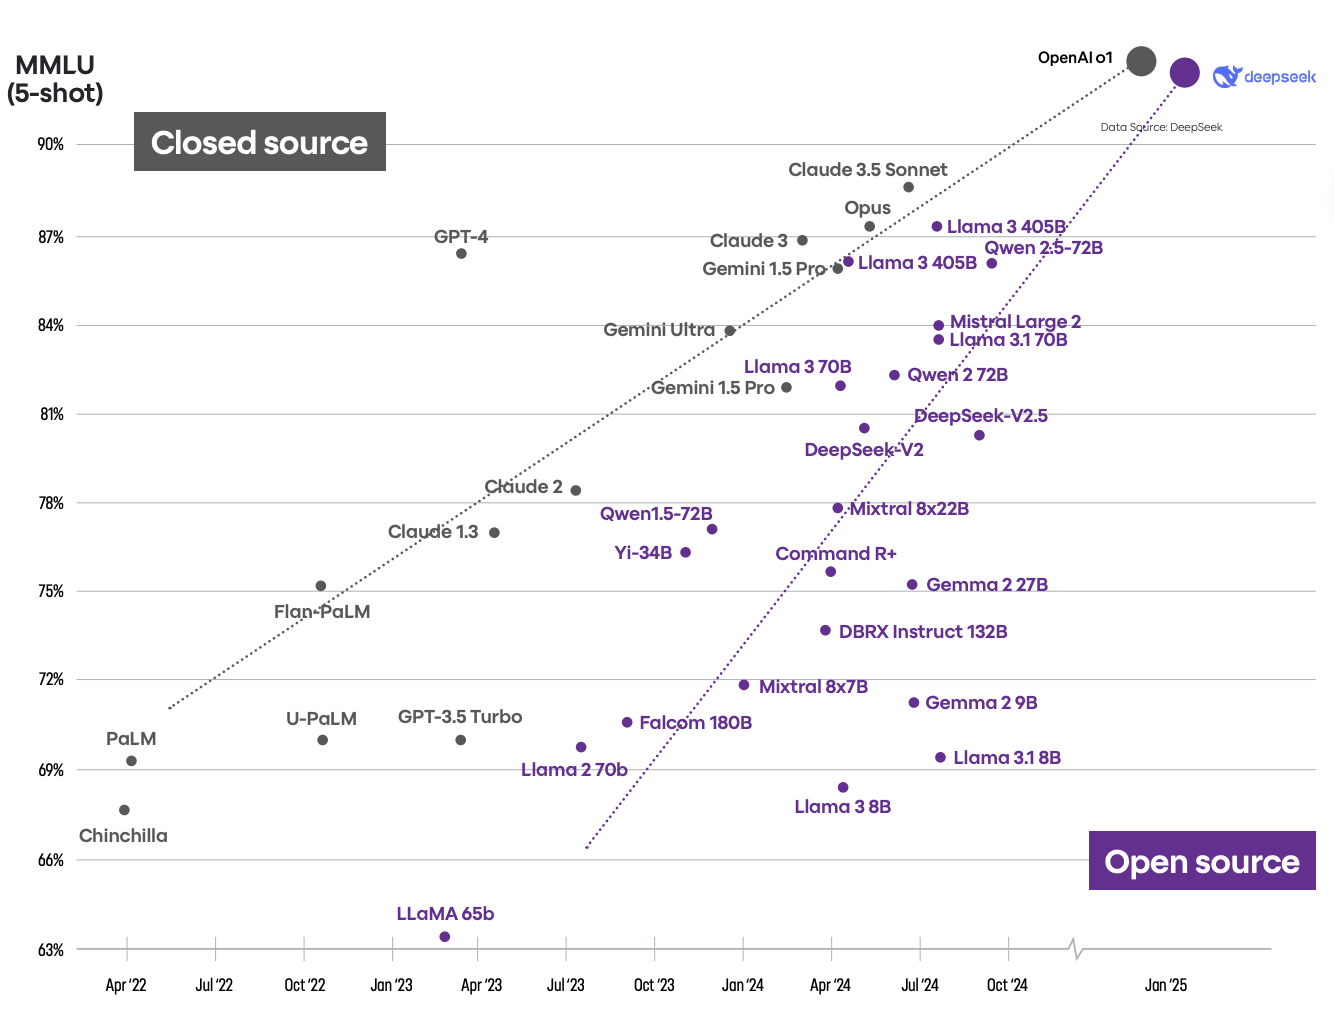 MMLU
(5-shot)
OpenAI o1
deepseek
Data Source: DeepSeek
Closed source
90%
Claude 3.5 Sonnet
Opus
Llama 3 405B
GPT-4
87%
Claude 3
Qwen 2.5-72B
Gemini 1.5 Pro
Llama 3 405B
84%
Gemini Ultra
Mistral Large 2
Llama 3.1 70B
Llama 3 70B
Qwen 2 72B
Gemini 1.5 Pro
81%
DeepSeek-V2.5
DeepSeek-V2
Claude 2
78%
Mixtral 8x22B
Qwen1.5-72B
Claude 1.3
Yi-34B
Command R+
75%
Gemma 2 27B
Flan-PaLM
DBRX Instruct 132B
72%
Mixtral 8x7B
Gemma 2 9B
U-PaLM
GPT-3.5 Turbo
Falcom 180B
PaLM
Llama 3.1 8B
69%
Llama 2 70b
Llama 3 8B
Chinchilla
66%
Open source
LLaMA 65b
63%
Apr '22
Jul '22
Oct '22
Jan '23
Apr '23
Jul '23
Oct '23
Jan '24
Apr '24
Jul '24
Oct '24
Jan '25